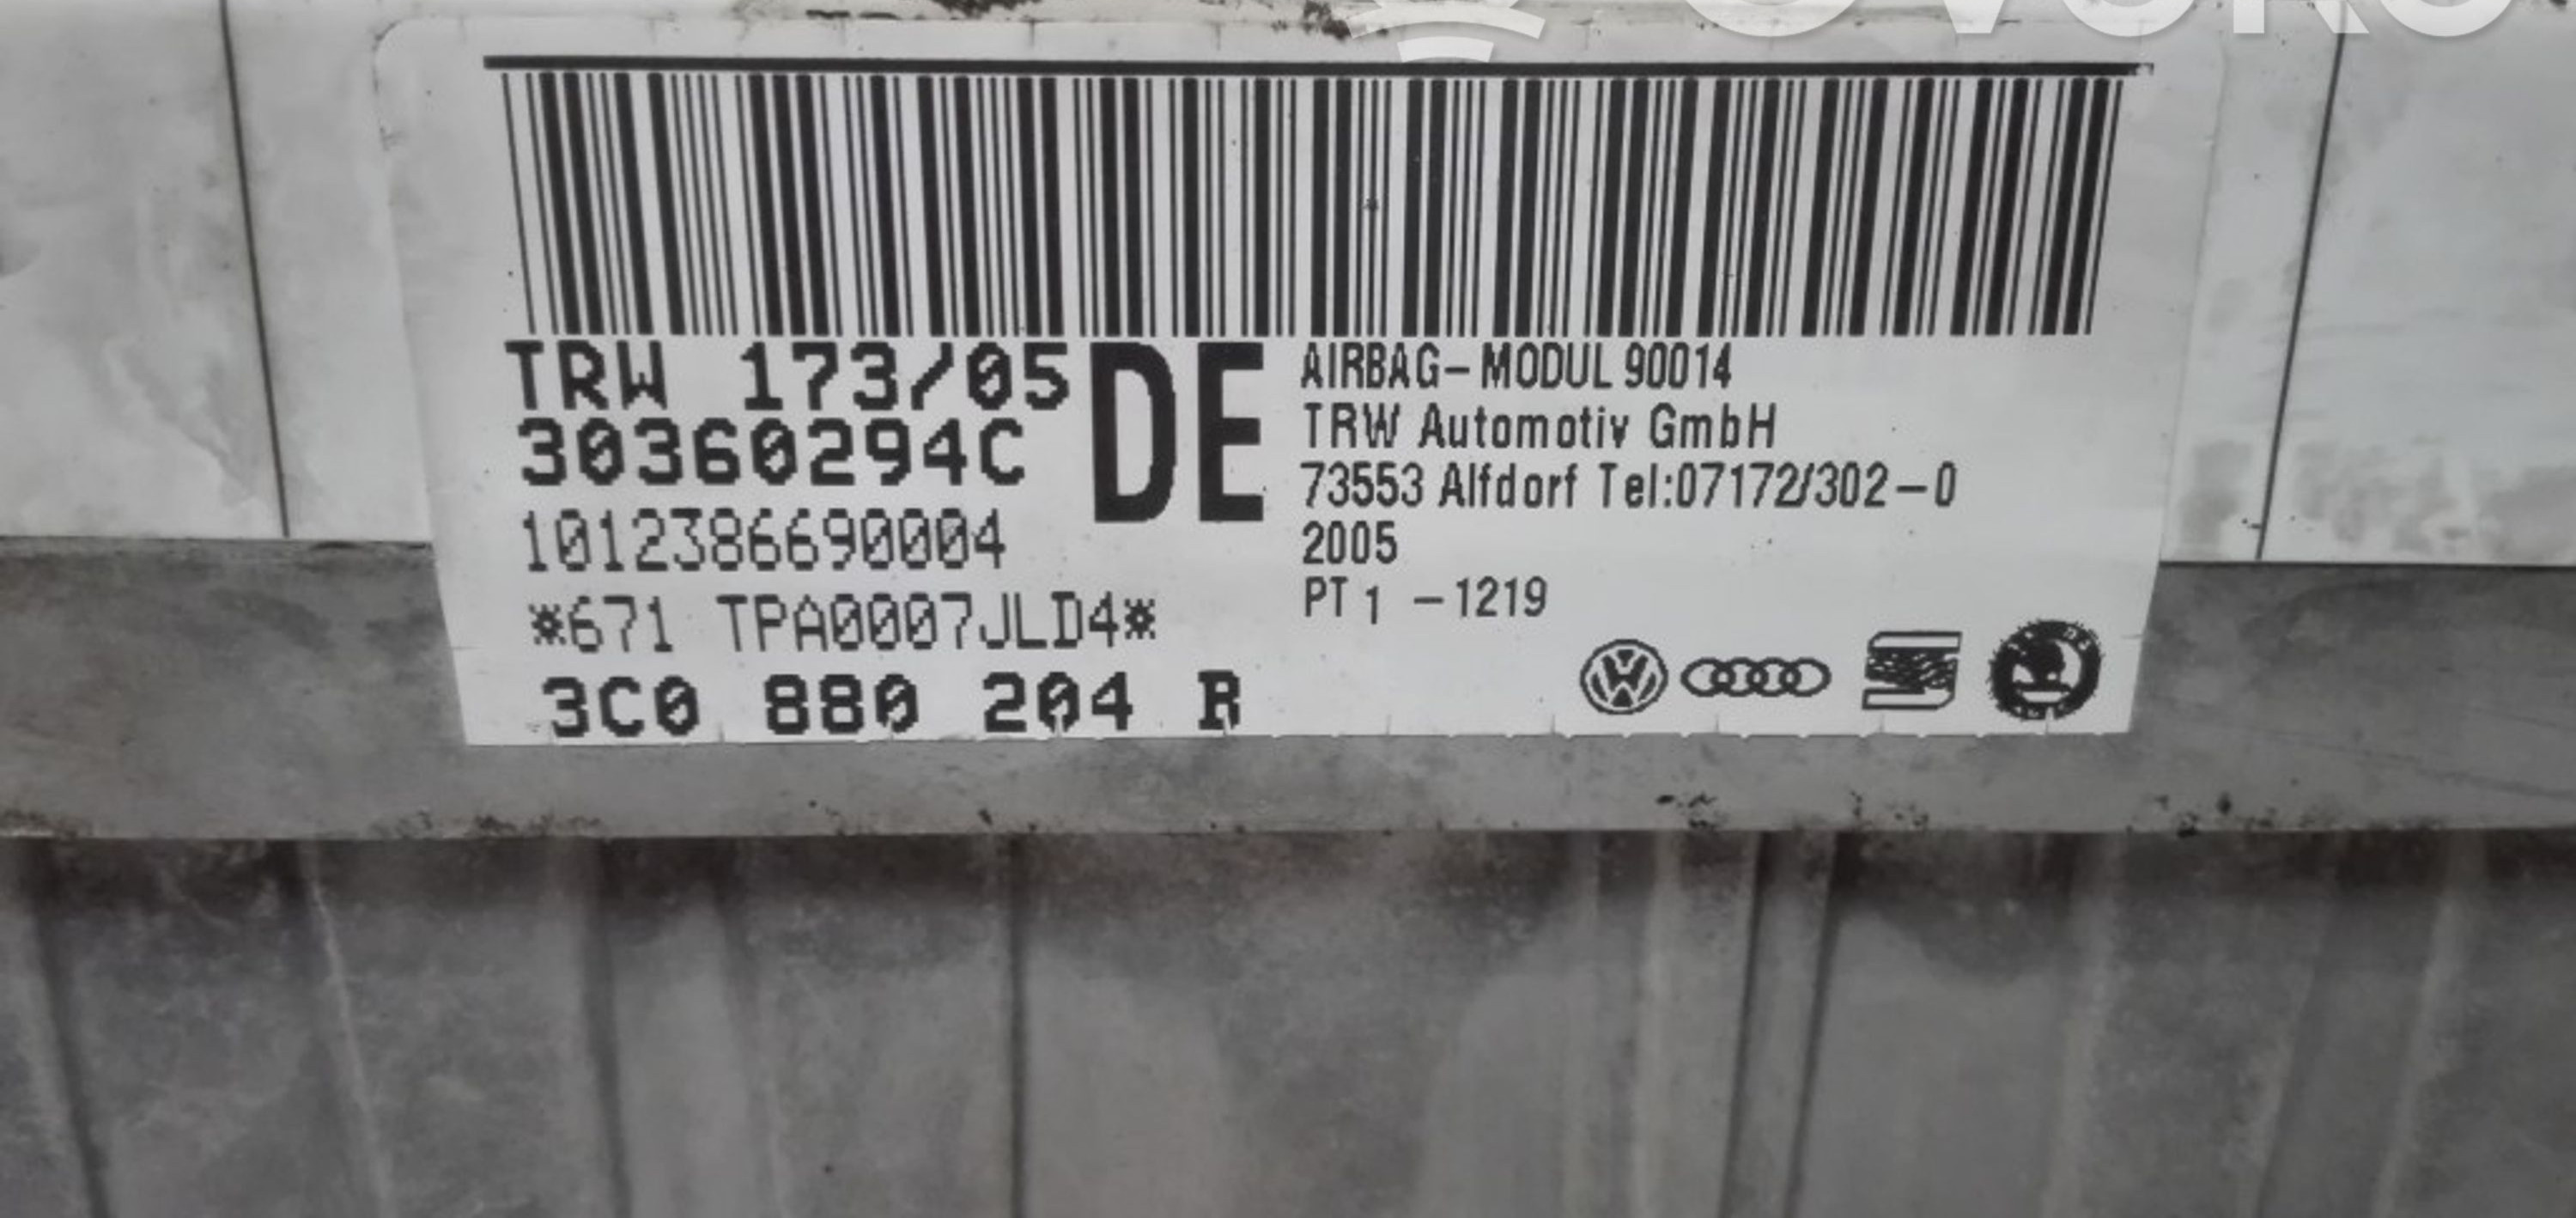 TRW 173/05
30360294C
1012386690004
*671 TPA0007JLD4*
3C0 880 204 R
DE
AIRBAG-MODUL 90014
TRW Automotiv GmbH
73553 Alfdorf Tel:07172/302-0
2005
PT 1 -1219